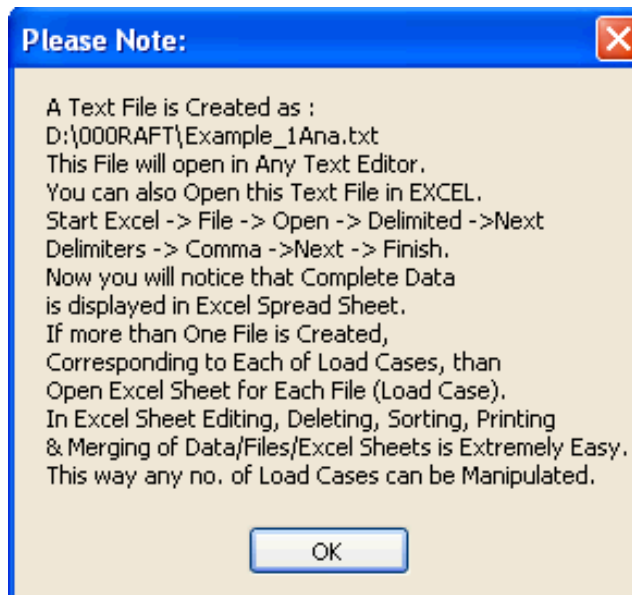 Please Note:
A Text File is Created as :
D:\000RAFT\Example_1Ana.txt
This File will open in Any Text Editor.
You can also Open this Text File in EXCEL.
Start Excel -> File -> Open -> Delimited ->Next
Delimiters -> Comma ->Next -> Finish.
Now you will notice that Complete Data
is displayed in Excel Spread Sheet.
If more than One File is Created,
Corresponding to Each of Load Cases, than
Open Excel Sheet for Each File (Load Case).
In Excel Sheet Editing, Deleting, Sorting, Printing
& Merging of Data/Files/Excel Sheets is Extremely Easy.
This way any no. of Load Cases can be Manipulated.
OK